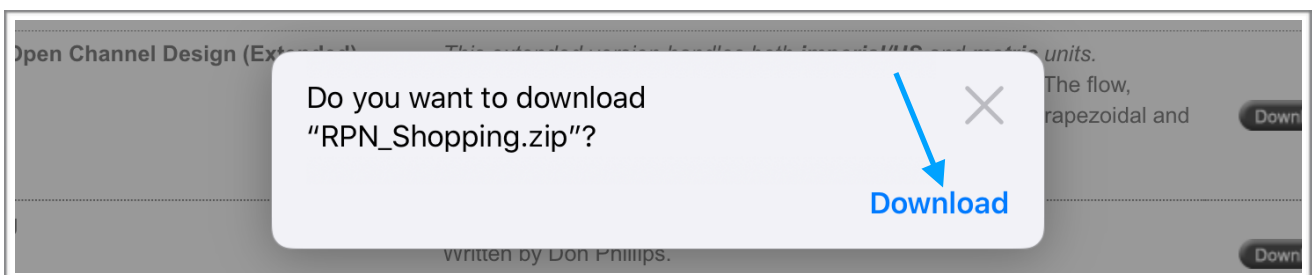 Open Channel Design (Extended) This extended version handles both imperial/US and metric units.
The flow,
rapezoidal and
Down
Do you want to download
“RPN_Shopping.zip”?
Download
Written by Don Phillips.
Down